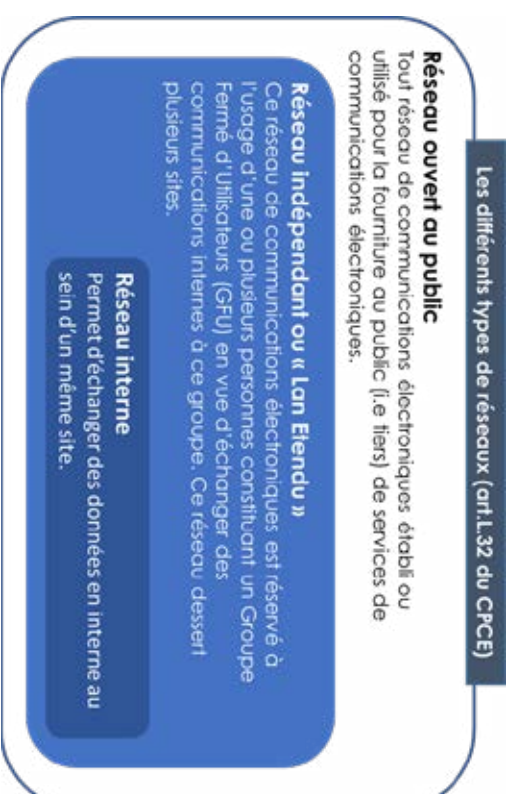 Les différents types de réseaux (art.L.32 du CPCE)
Réseau ouvert au public
Tout réseau de communications électroniques établi ou
utilisé pour la fourniture au public (i.e tiers) de services de
communications électroniques.
Réseau indépendant ou « Lan Etendu »
Ce réseau de communications électroniques est réservé à
l'usage d'une ou plusieurs personnes constituant un Groupe
Fermé d'Utilisateurs (GFU) en vue d'échanger des
communications internes à ce groupe. Ce réseau dessert
plusieurs sites.
Réseau interne
Permet d'échanger des données en interne au
sein d'un même site.